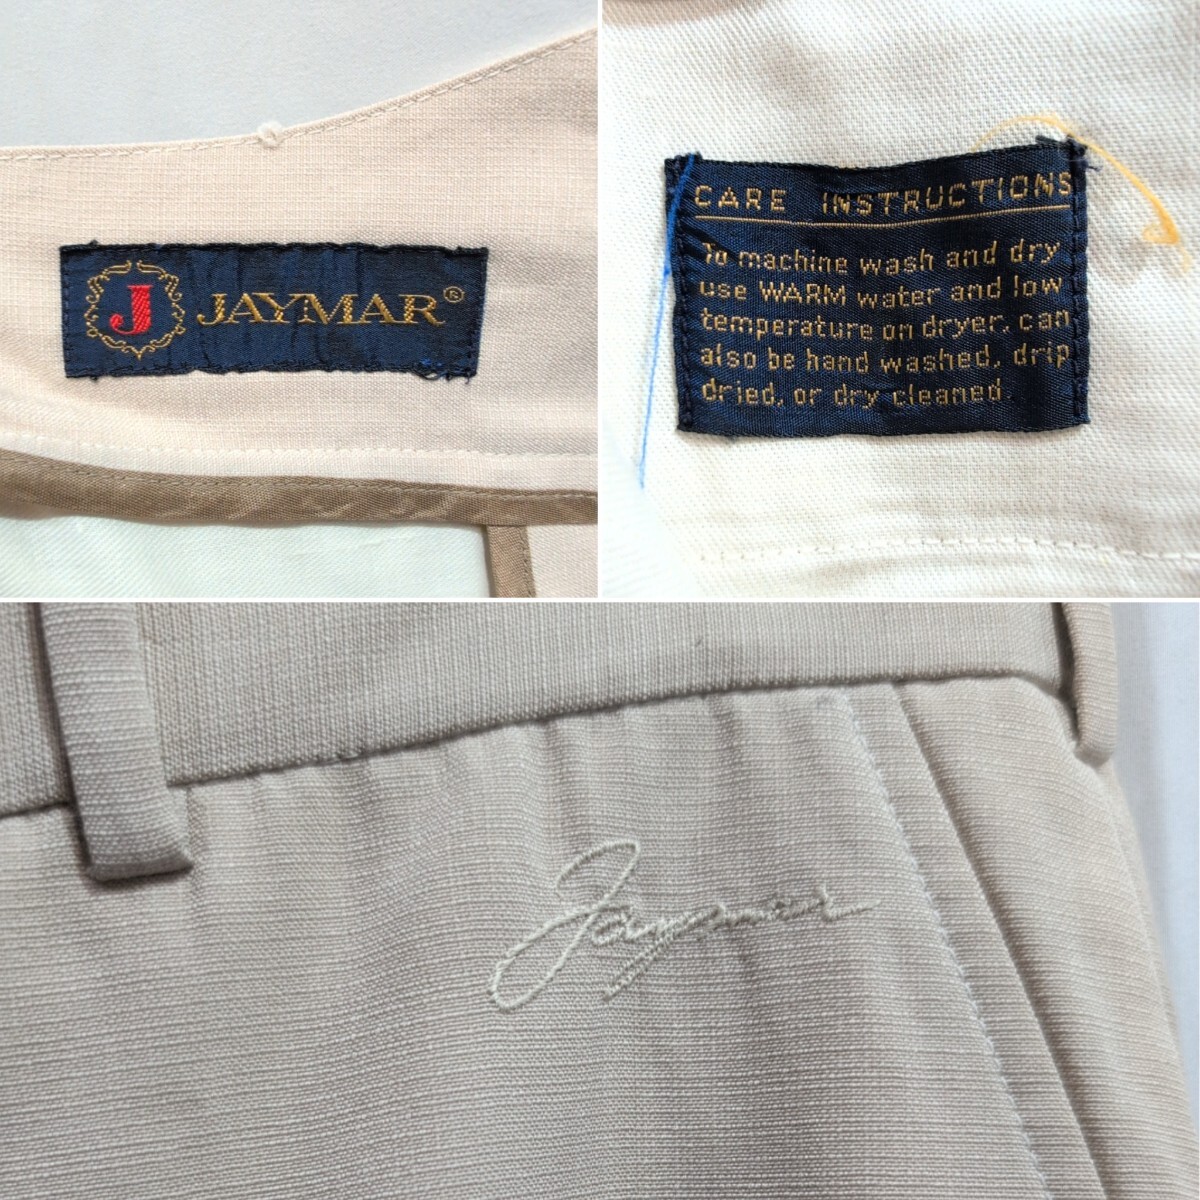 J JAYMAR®
CARE INSTRUCTIONS
To machine wash and dry
use WARM water and low
temperature on dryer, can
also be hand washed, drip
dried, or dry cleaned.
Jaymar